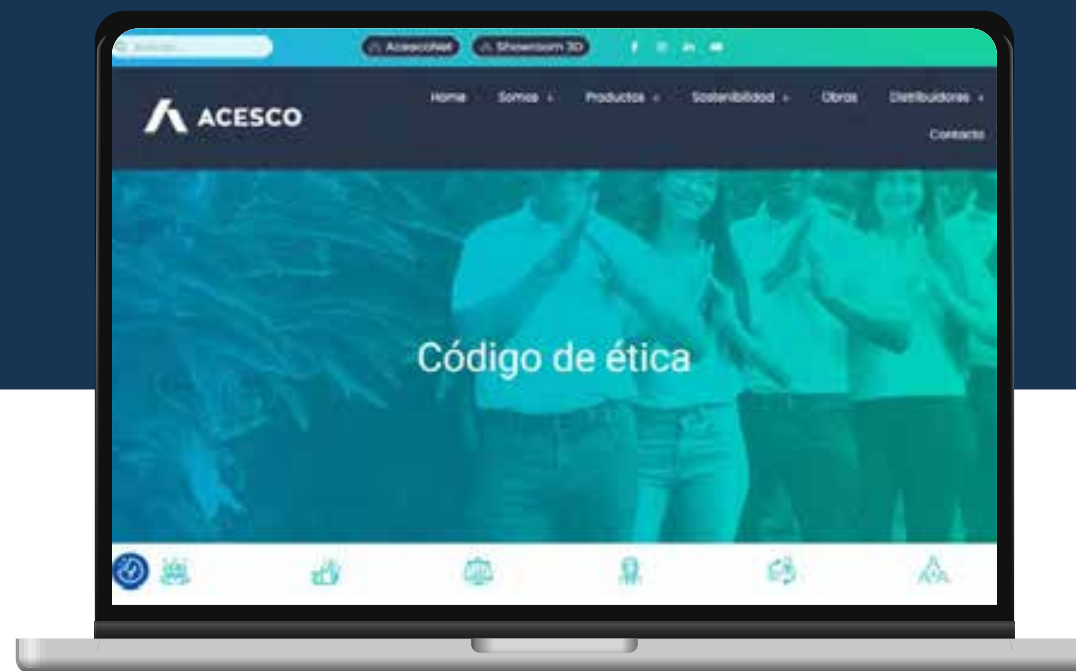 AcescoNet
Showroom 3D
ACESCO
Home
Somos +
Productos +
Sostenibilidad +
Obras
Distribuidores +
Contacto
Código de ética